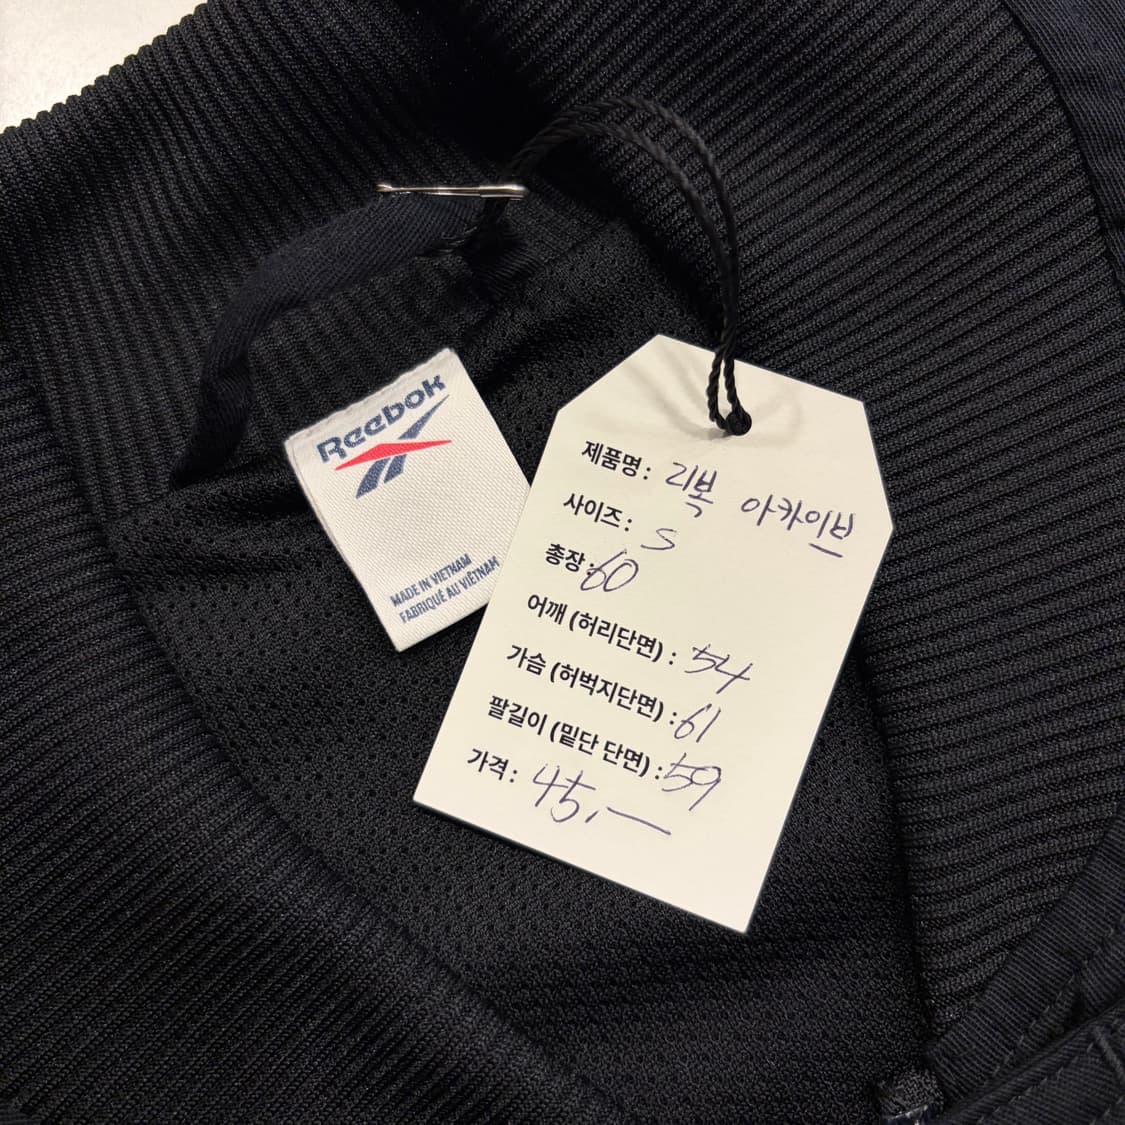 Reebok
MADE IN VIETNAM
FABRIQUÉ AU VIÊTNAM
제품명: 리복 아카이브
사이즈: S
총장: 60
어깨 (허리단면) : 54
가슴 (허벅지단면) : 61
팔길이 (밑단 단면) : 59
가격: 45,—